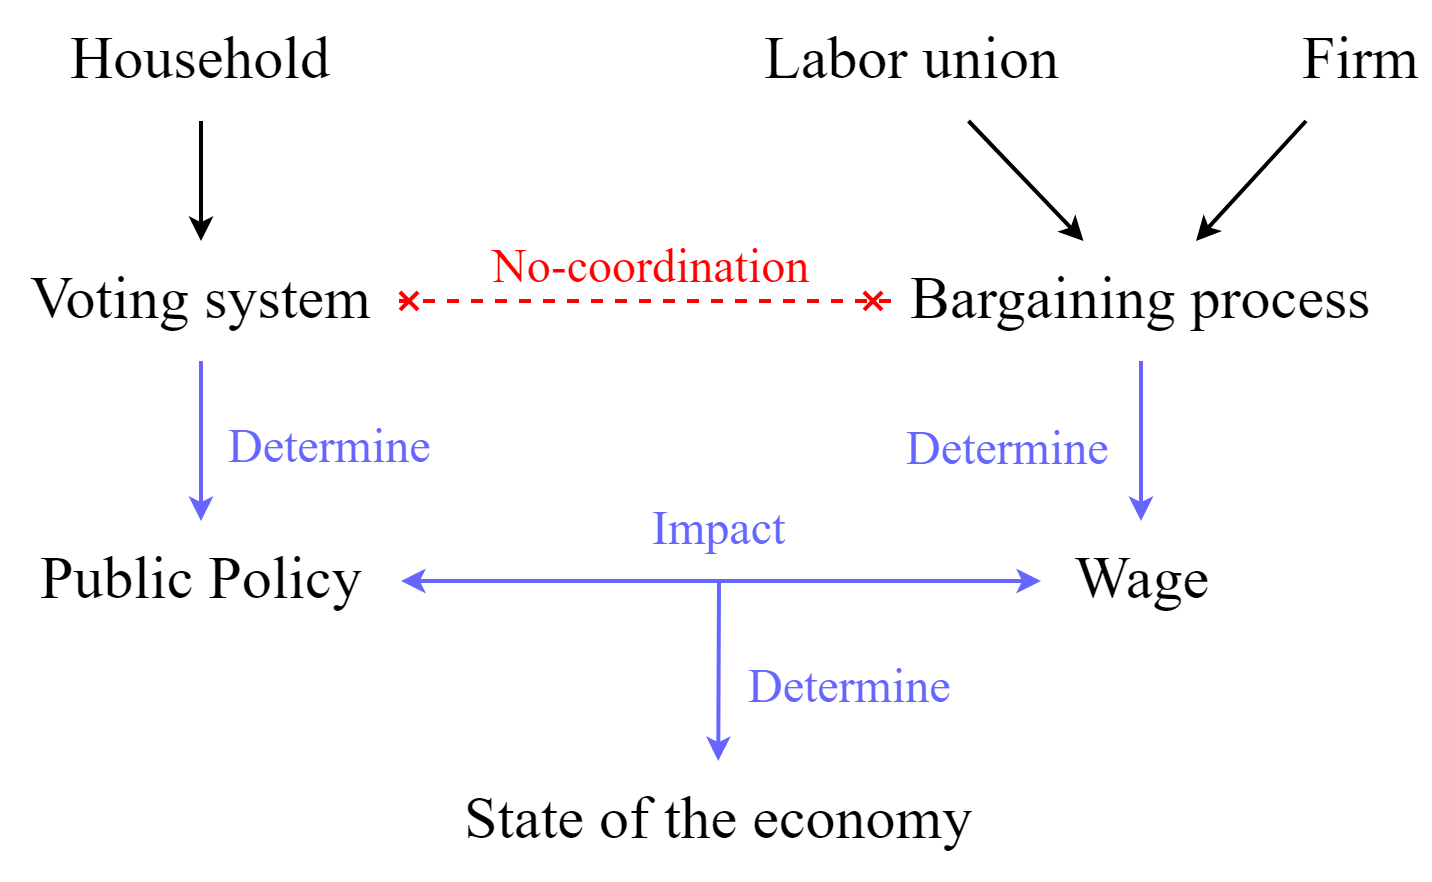 Household
Labor union
Firm
No-coordination
Voting system
Bargaining process
Determine
Determine
Impact
Public Policy
Wage
Determine
State of the economy